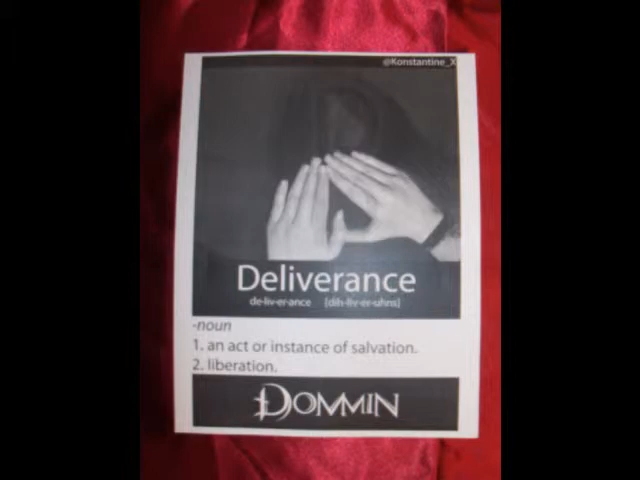 @Konstantine_X
Deliverance
de·liv·er·ance [dih-liv-er-uhns]
-noun
1. an act or instance of salvation.
2. liberation.
DOMMIN